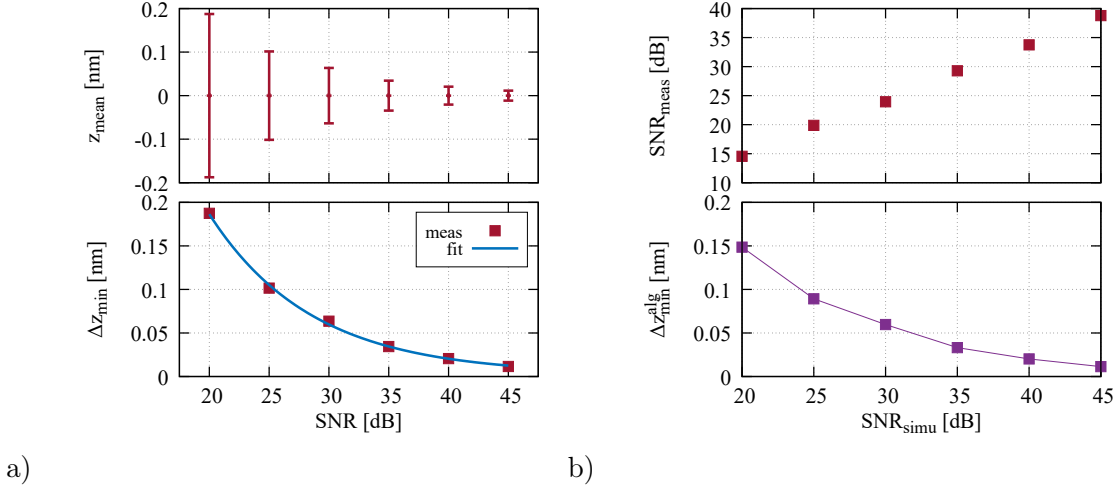 0.2
0.1
0
-0.1
-0.2
z_mean [nm]
0.2
0.15
0.1
0.05
0
Δz_min [nm]
meas
fit
20 25 30 35 40 45
SNR [dB]
a)
40
35
30
25
20
15
10
SNR_meas [dB]
0.2
0.15
0.1
0.05
0
Δz_min^alg [nm]
20 25 30 35 40 45
SNR_simu [dB]
b)